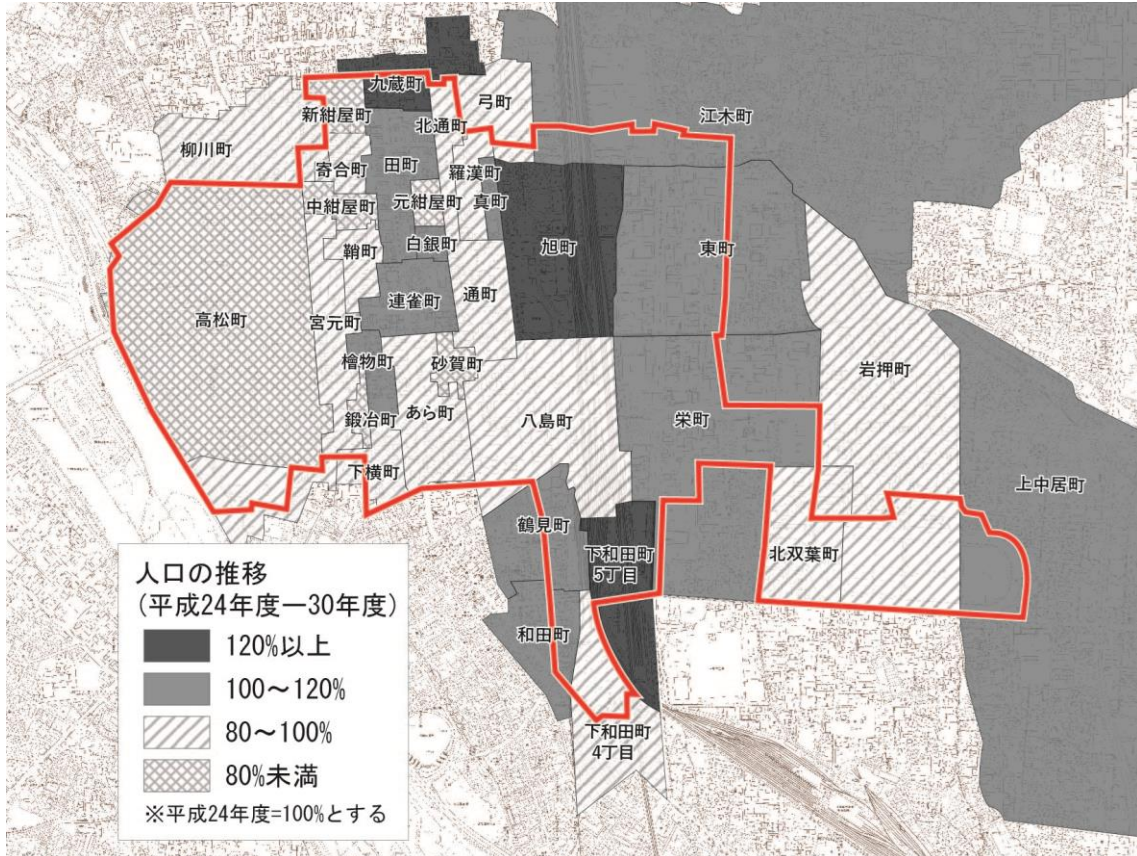 九蔵町
弓町
新紺屋町
北通町
江木町
柳川町
寄合町
田町
羅漢町
中紺屋町
元紺屋町
真町
鞘町
白銀町
旭町
東町
連雀町
通町
高松町
宮元町
檜物町
砂賀町
岩押町
鍛冶町
あら町
八島町
栄町
下横町
上中居町
鶴見町
下和田町
5丁目
北双葉町
和田町
下和田町
4丁目
人口の推移
(平成24年度ー30年度)
120%以上
100～120%
80～100%
80%未満
※平成24年度=100%とする